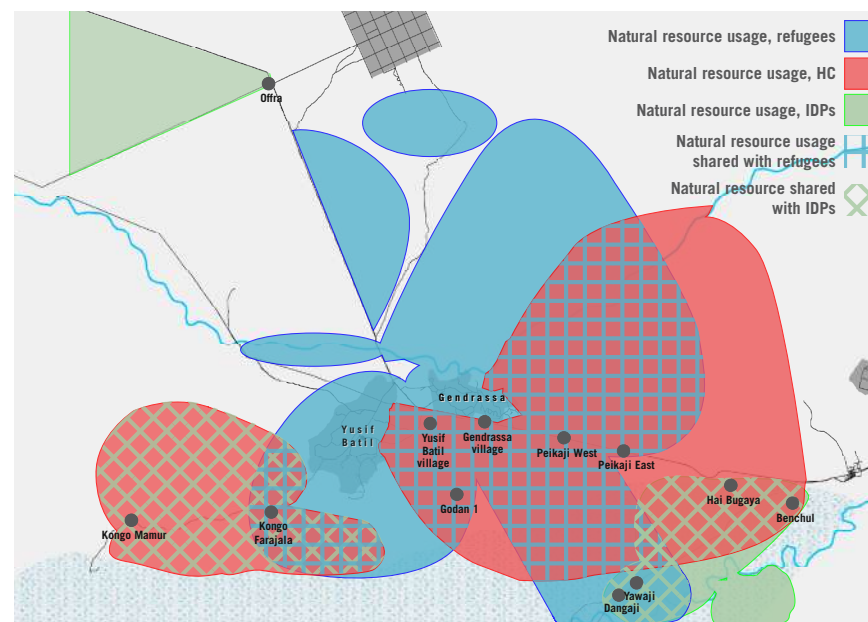 Natural resource usage, refugees
Natural resource usage, HC
Natural resource usage, IDPs
Natural resource usage
shared with refugees
Natural resource shared
with IDPs
Offra
Gendrassa
Yusif
Batil
Yusif
Batil
village
Gendrassa
village
Peikaji West
Peikaji East
Hai Bugaya
Benchul
Godan 1
Kongo
Farajala
Kongo Mamur
Yawaji
Dangaji